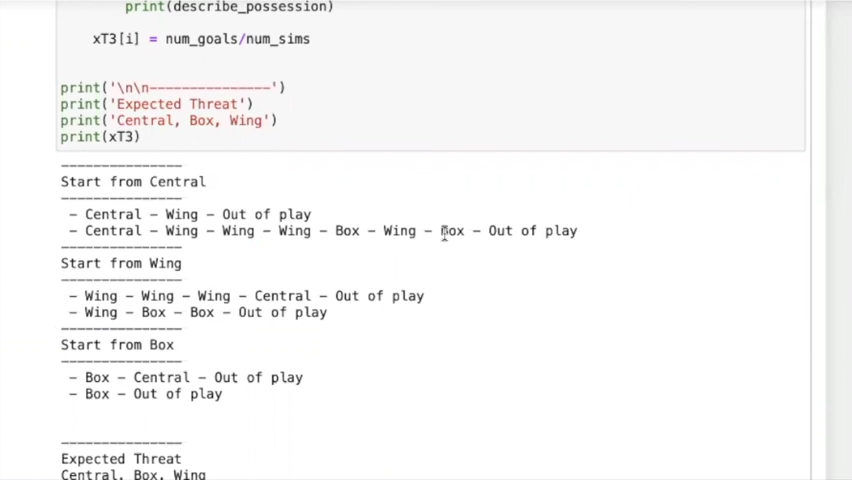 print(describe_possession)
xT3[i] = num_goals/num_sims
print('\n\n---------------')
print('Expected Threat')
print('Central, Box, Wing')
print(xT3)
---------------
Start from Central
---------------
- Central - Wing - Out of play
- Central - Wing - Wing - Wing - Box - Wing - Box - Out of play
---------------
Start from Wing
---------------
- Wing - Wing - Wing - Central - Out of play
- Wing - Box - Box - Out of play
---------------
Start from Box
---------------
- Box - Central - Out of play
- Box - Out of play
---------------
Expected Threat
Central, Box, Wing